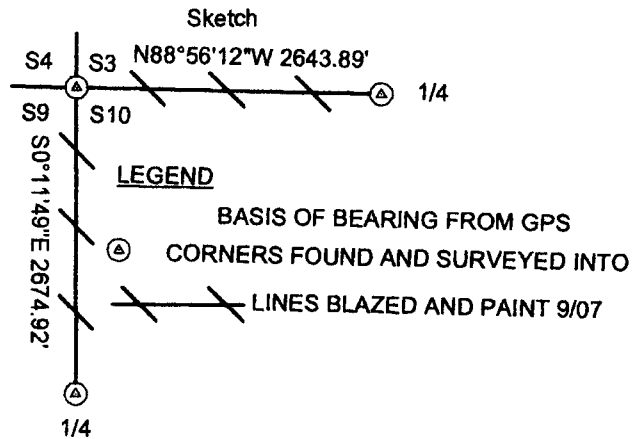 Sketch
S4 S3 N88°56'12"W 2643.89'
1/4
S9 S10
S0°11'49"E 2674.92'
LEGEND
BASIS OF BEARING FROM GPS
CORNERS FOUND AND SURVEYED INTO
LINES BLAZED AND PAINT 9/07
1/4